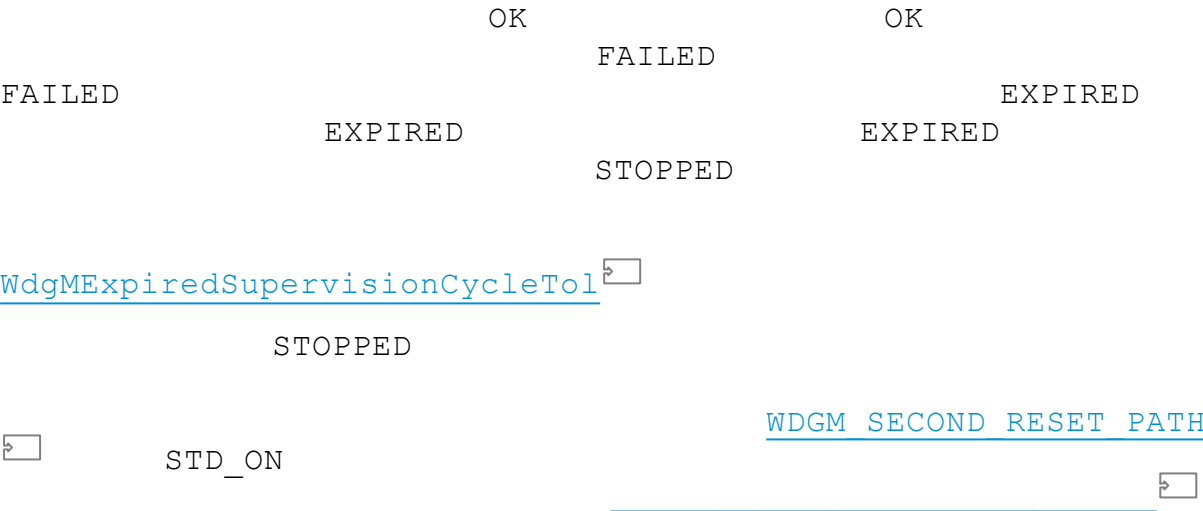 OK OK
FAILED
FAILED EXPIRED
EXPIRED EXPIRED
STOPPED
WdgMExpiredSupervisionCycleTol
STOPPED
WDGM_SECOND_RESET_PATH
STD_ON